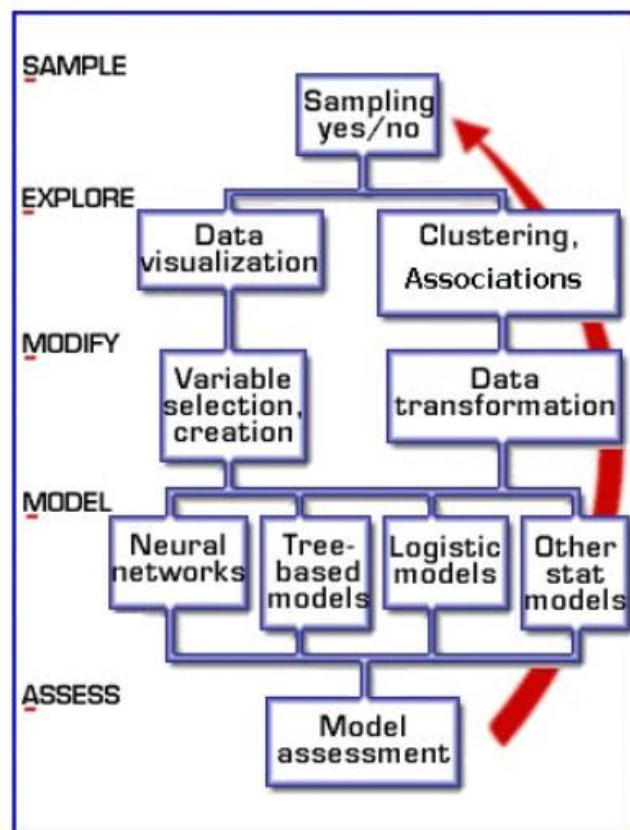 SAMPLE
Sampling
yes/no
EXPLORE
Data
visualization
Clustering,
Associations
MODIFY
Variable
selection,
creation
Data
transformation
MODEL
Neural
networks
Tree-
based
models
Logistic
models
Other
stat
models
ASSESS
Model
assessment